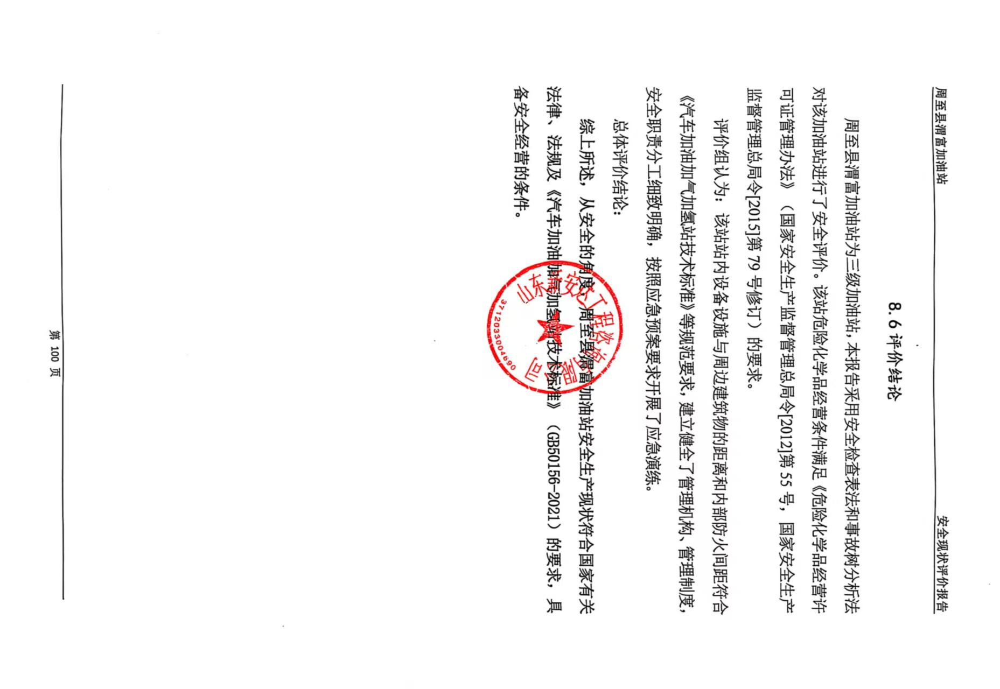 周至县渭富加油站 安全现状评价报告
8.6 评价结论
周至县渭富加油站为三级加油站，本报告采用安全检查表法和事故树分析法
对该加油站进行了安全评价。该站危险化学品经营条件满足《危险化学品经营许
可证管理办法》（国家安全生产监督管理总局令[2012]第 55 号，国家安全生产
监督管理总局令[2015]第 79 号修订）的要求。
评价组认为：该站站内设备设施与周边建筑物的距离和内部防火间距符合
《汽车加油加气加氢站技术标准》等规范要求，建立健全了管理机构、管理制度，
安全职责分工细致明确，按照应急预案要求开展了应急演练。
总体评价结论：
综上所述，从安全的角度，周至县渭富加油站安全生产现状符合国家有关
法律、法规及《汽车加油加气加氢站技术标准》（GB50156-2021）的要求，具
备安全经营的条件。
山东 安达工程咨询有限公司
3712033004690
第 100 页